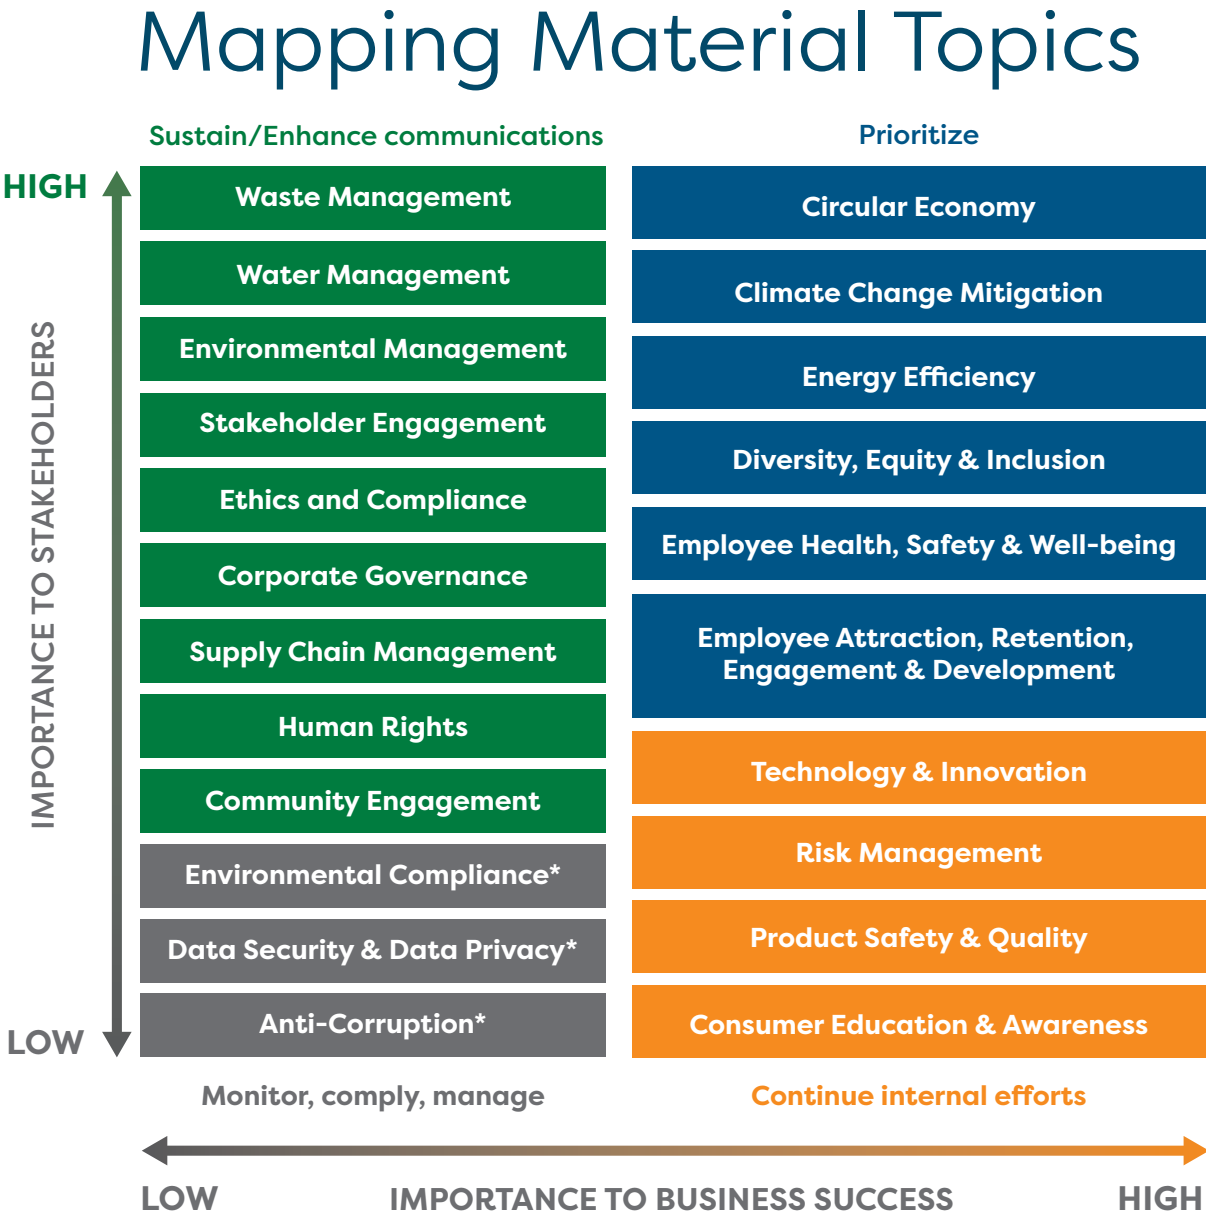 Mapping Material Topics
Sustain/Enhance communications
Prioritize
HIGH
IMPORTANCE TO STAKEHOLDERS
LOW
Waste Management
Water Management
Environmental Management
Stakeholder Engagement
Ethics and Compliance
Corporate Governance
Supply Chain Management
Human Rights
Community Engagement
Environmental Compliance*
Data Security & Data Privacy*
Anti-Corruption*
Circular Economy
Climate Change Mitigation
Energy Efficiency
Diversity, Equity & Inclusion
Employee Health, Safety & Well-being
Employee Attraction, Retention,
Engagement & Development
Technology & Innovation
Risk Management
Product Safety & Quality
Consumer Education & Awareness
Monitor, comply, manage
Continue internal efforts
LOW
IMPORTANCE TO BUSINESS SUCCESS
HIGH